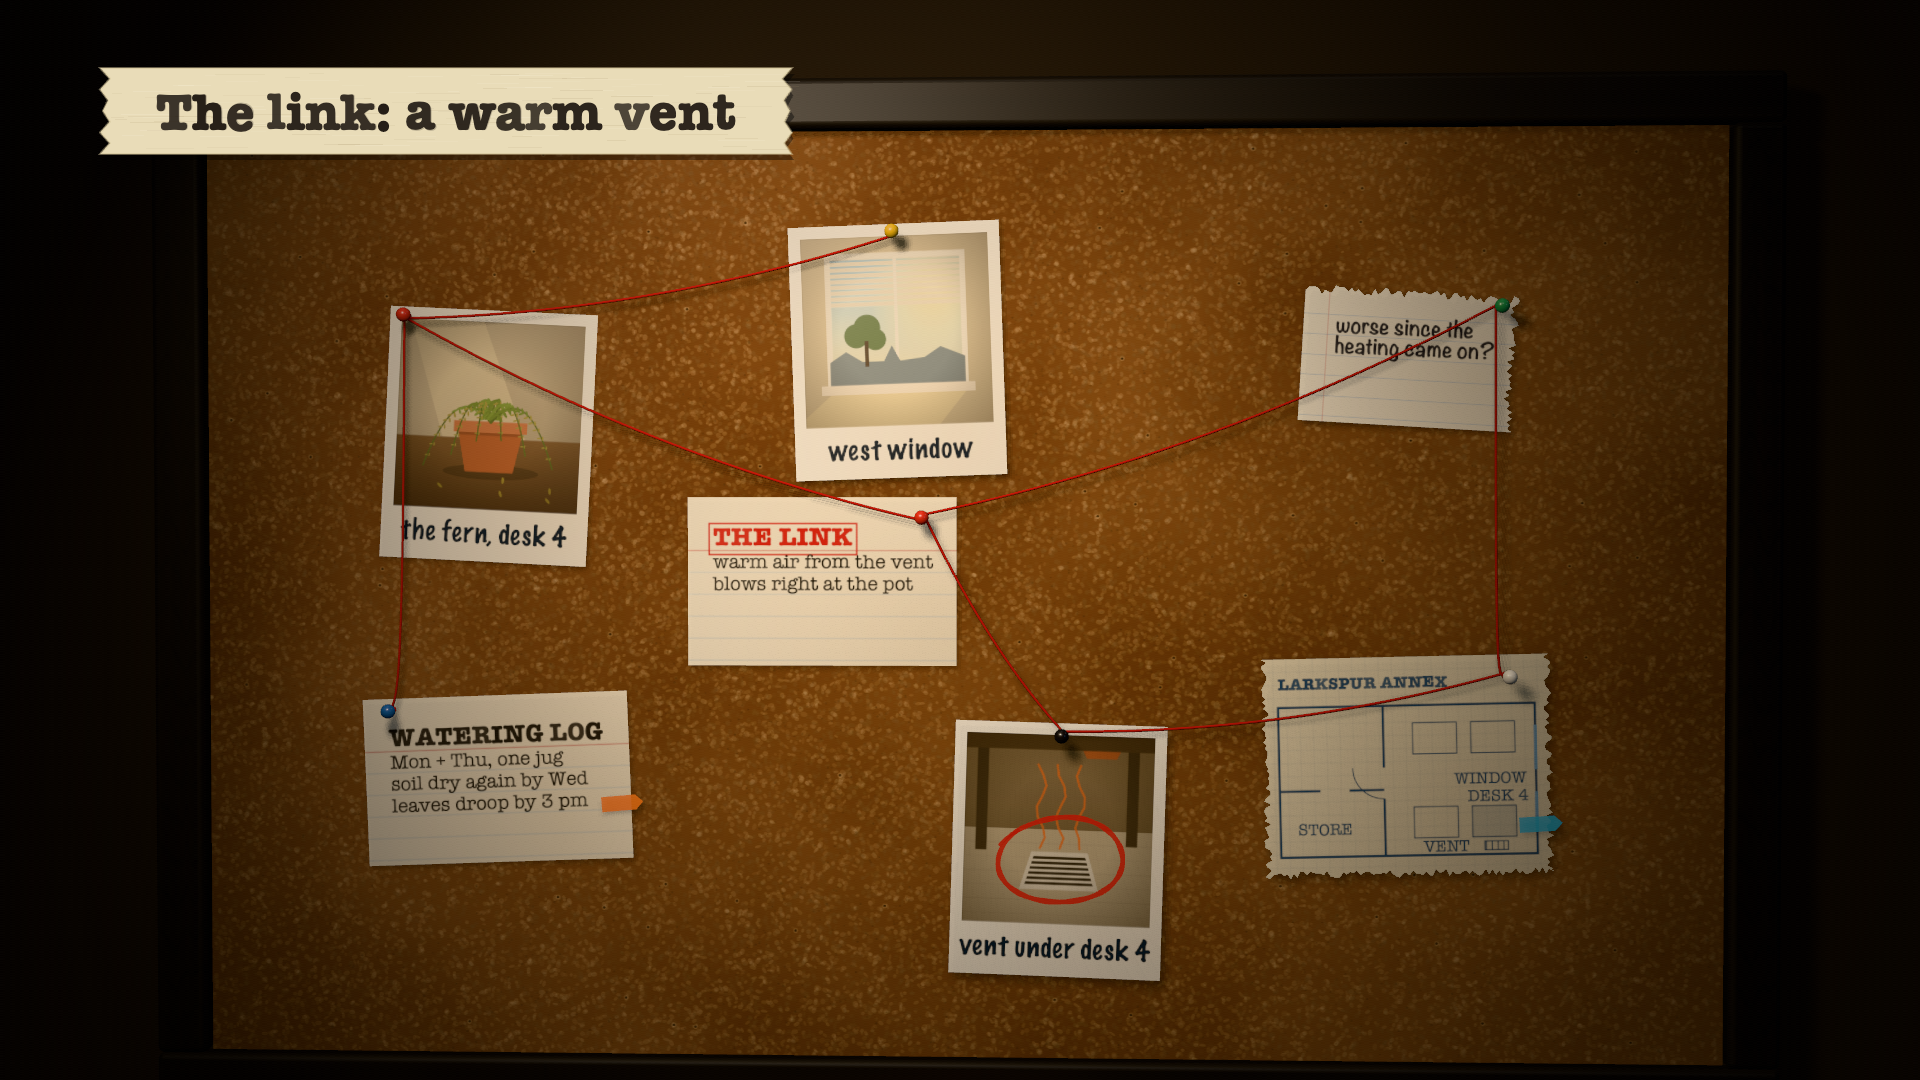 The link: a warm vent
west window
worse since the
heating came on?
the fern, desk 4
THE LINK
warm air from the vent
blows right at the pot
WATERING LOG
Mon + Thu, one jug
soil dry again by Wed
leaves droop by 3 pm
LARKSPUR ANNEX
WINDOW
DESK 4
STORE
VENT
vent under desk 4